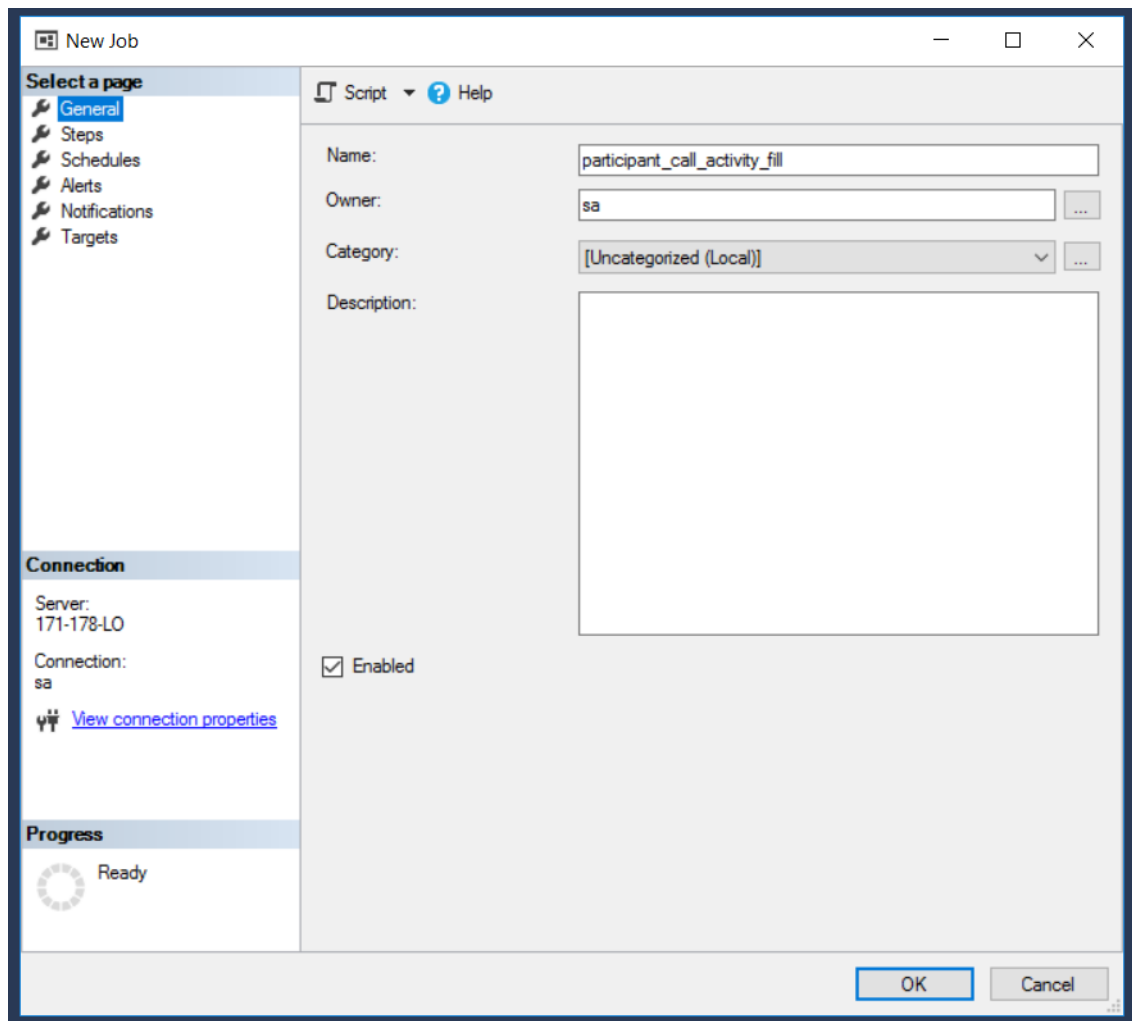 New Job
Select a page
General
Steps
Schedules
Alerts
Notifications
Targets
Script
Help
Name:
participant_call_activity_fill
Owner:
sa
...
Category:
[Uncategorized (Local)]
...
Description:
Enabled
Connection
Server:
171-178-LO
Connection:
sa
View connection properties
Progress
Ready
OK
Cancel